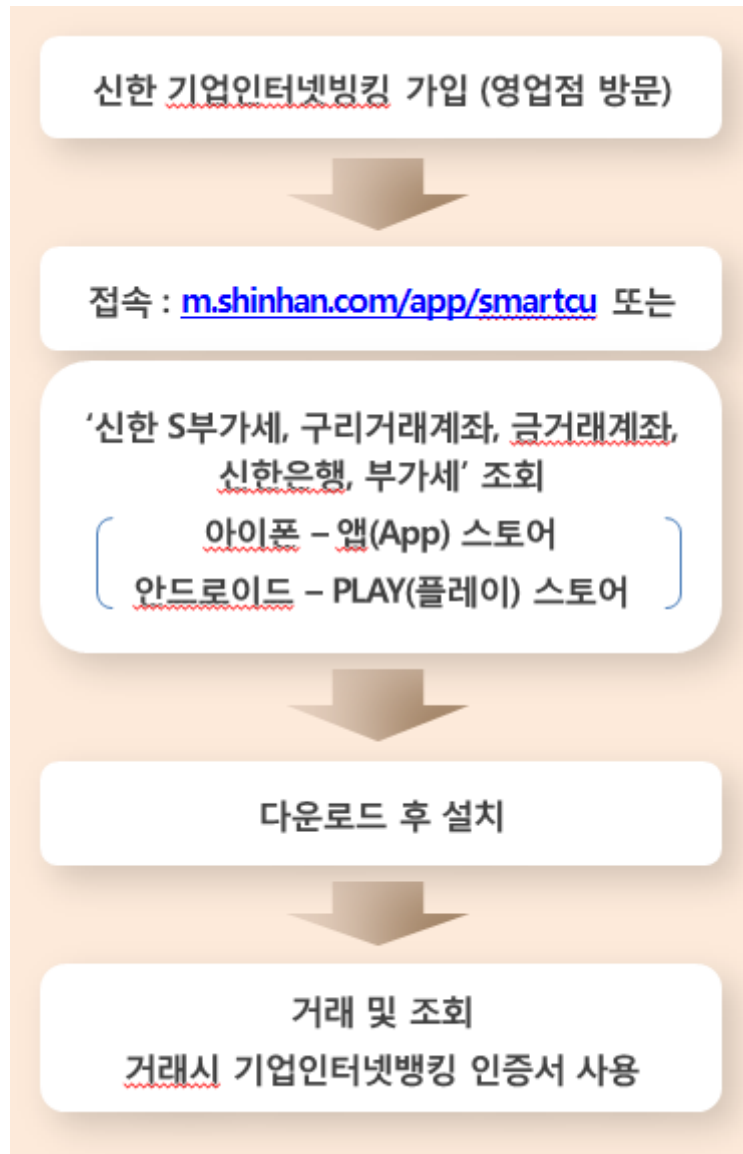 신한 기업인터넷빙킹 가입 (영업점 방문)
접속 : m.shinhan.com/app/smartcu 또는
‘신한 S부가세, 구리거래계좌, 금거래계좌,
신한은행, 부가세’ 조회
아이폰 – 앱(App) 스토어
안드로이드 – PLAY(플레이) 스토어
다운로드 후 설치
거래 및 조회
거래시 기업인터넷뱅킹 인증서 사용